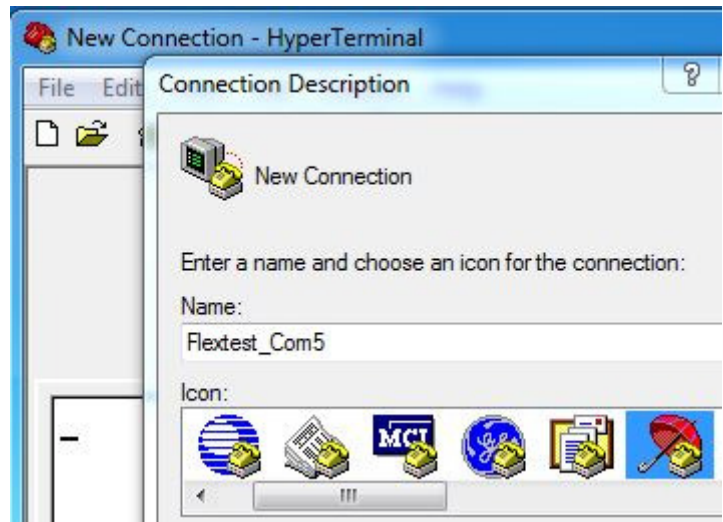 New Connection - HyperTerminal
File Edit
Connection Description
?
New Connection
Enter a name and choose an icon for the connection:
Name:
Flextest_Com5
Icon:
MCI